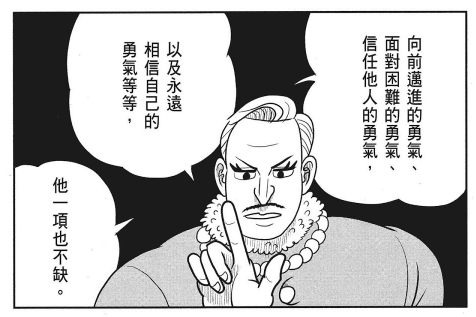 向前邁進的勇氣、
面對困難的勇氣、
信任他人的勇氣，
以及永遠
相信自己的
勇氣等等，
他一項也不缺。